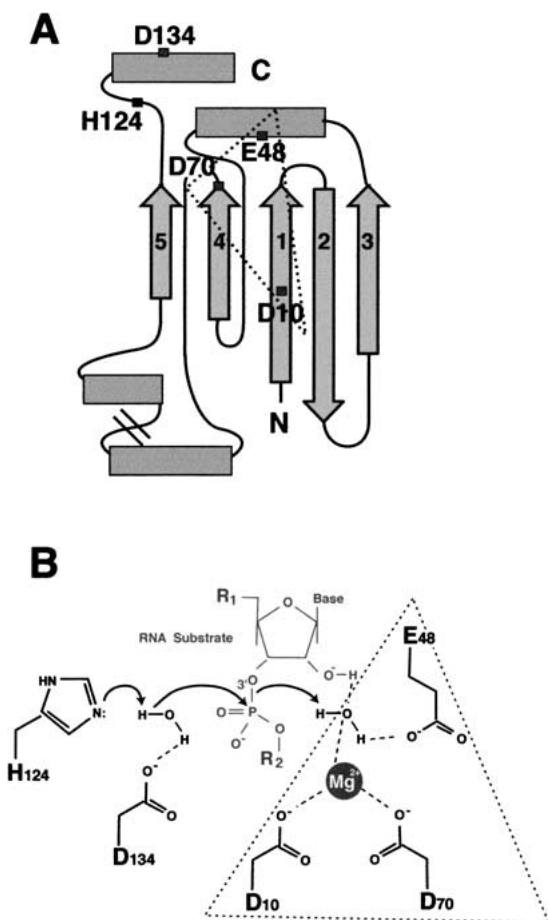 A
D134
C
H124
E48
D70
5
4
1
2
3
D10
N
B
R1
O
Base
RNA Substrate
E48
HN
N:
3'
O
O-
H
H
O
H
O
P
O-
O
R2
H
O
H
O-
O
H124
O-
O
D134
Mg2+
O-
O
O-
O
D10
D70